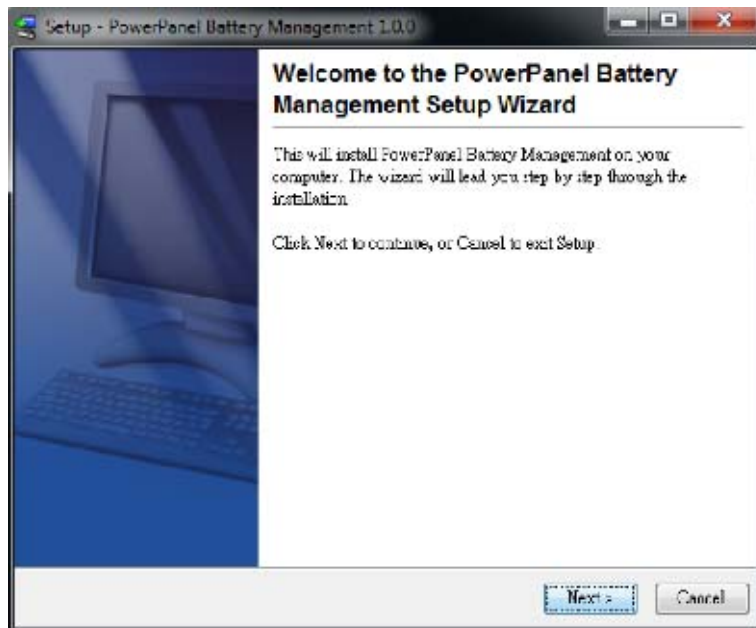 Setup - PowerPanel Battery Management 1.0.0
Welcome to the PowerPanel Battery
Management Setup Wizard
This will install PowerPanel Battery Management on your
computer. The wizard will lead you step by step through the
installation
Click Next to continue, or Cancel to exit Setup.
Next >
Cancel